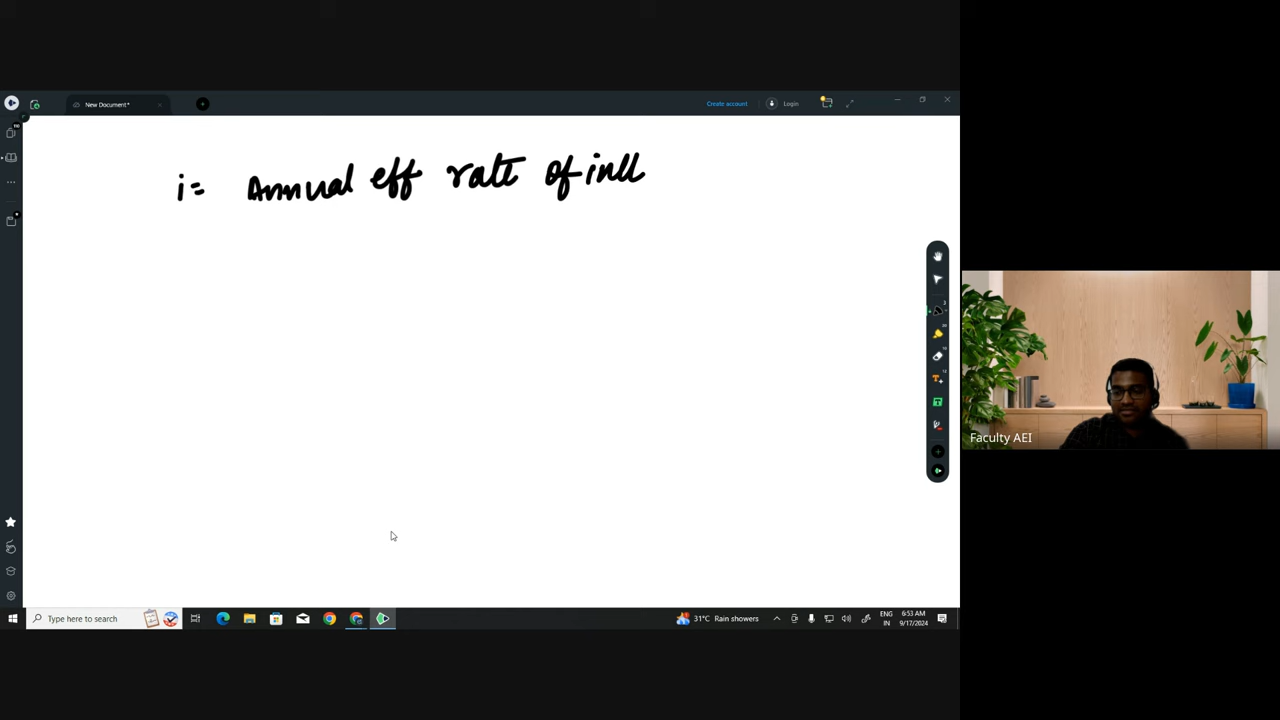 New Document*
Create account
Login
i= Annual eff rate of
3
Faculty AEI
Type here to search
31°C Rain showers
ENG
IN
6:53 AM
9/17/2024